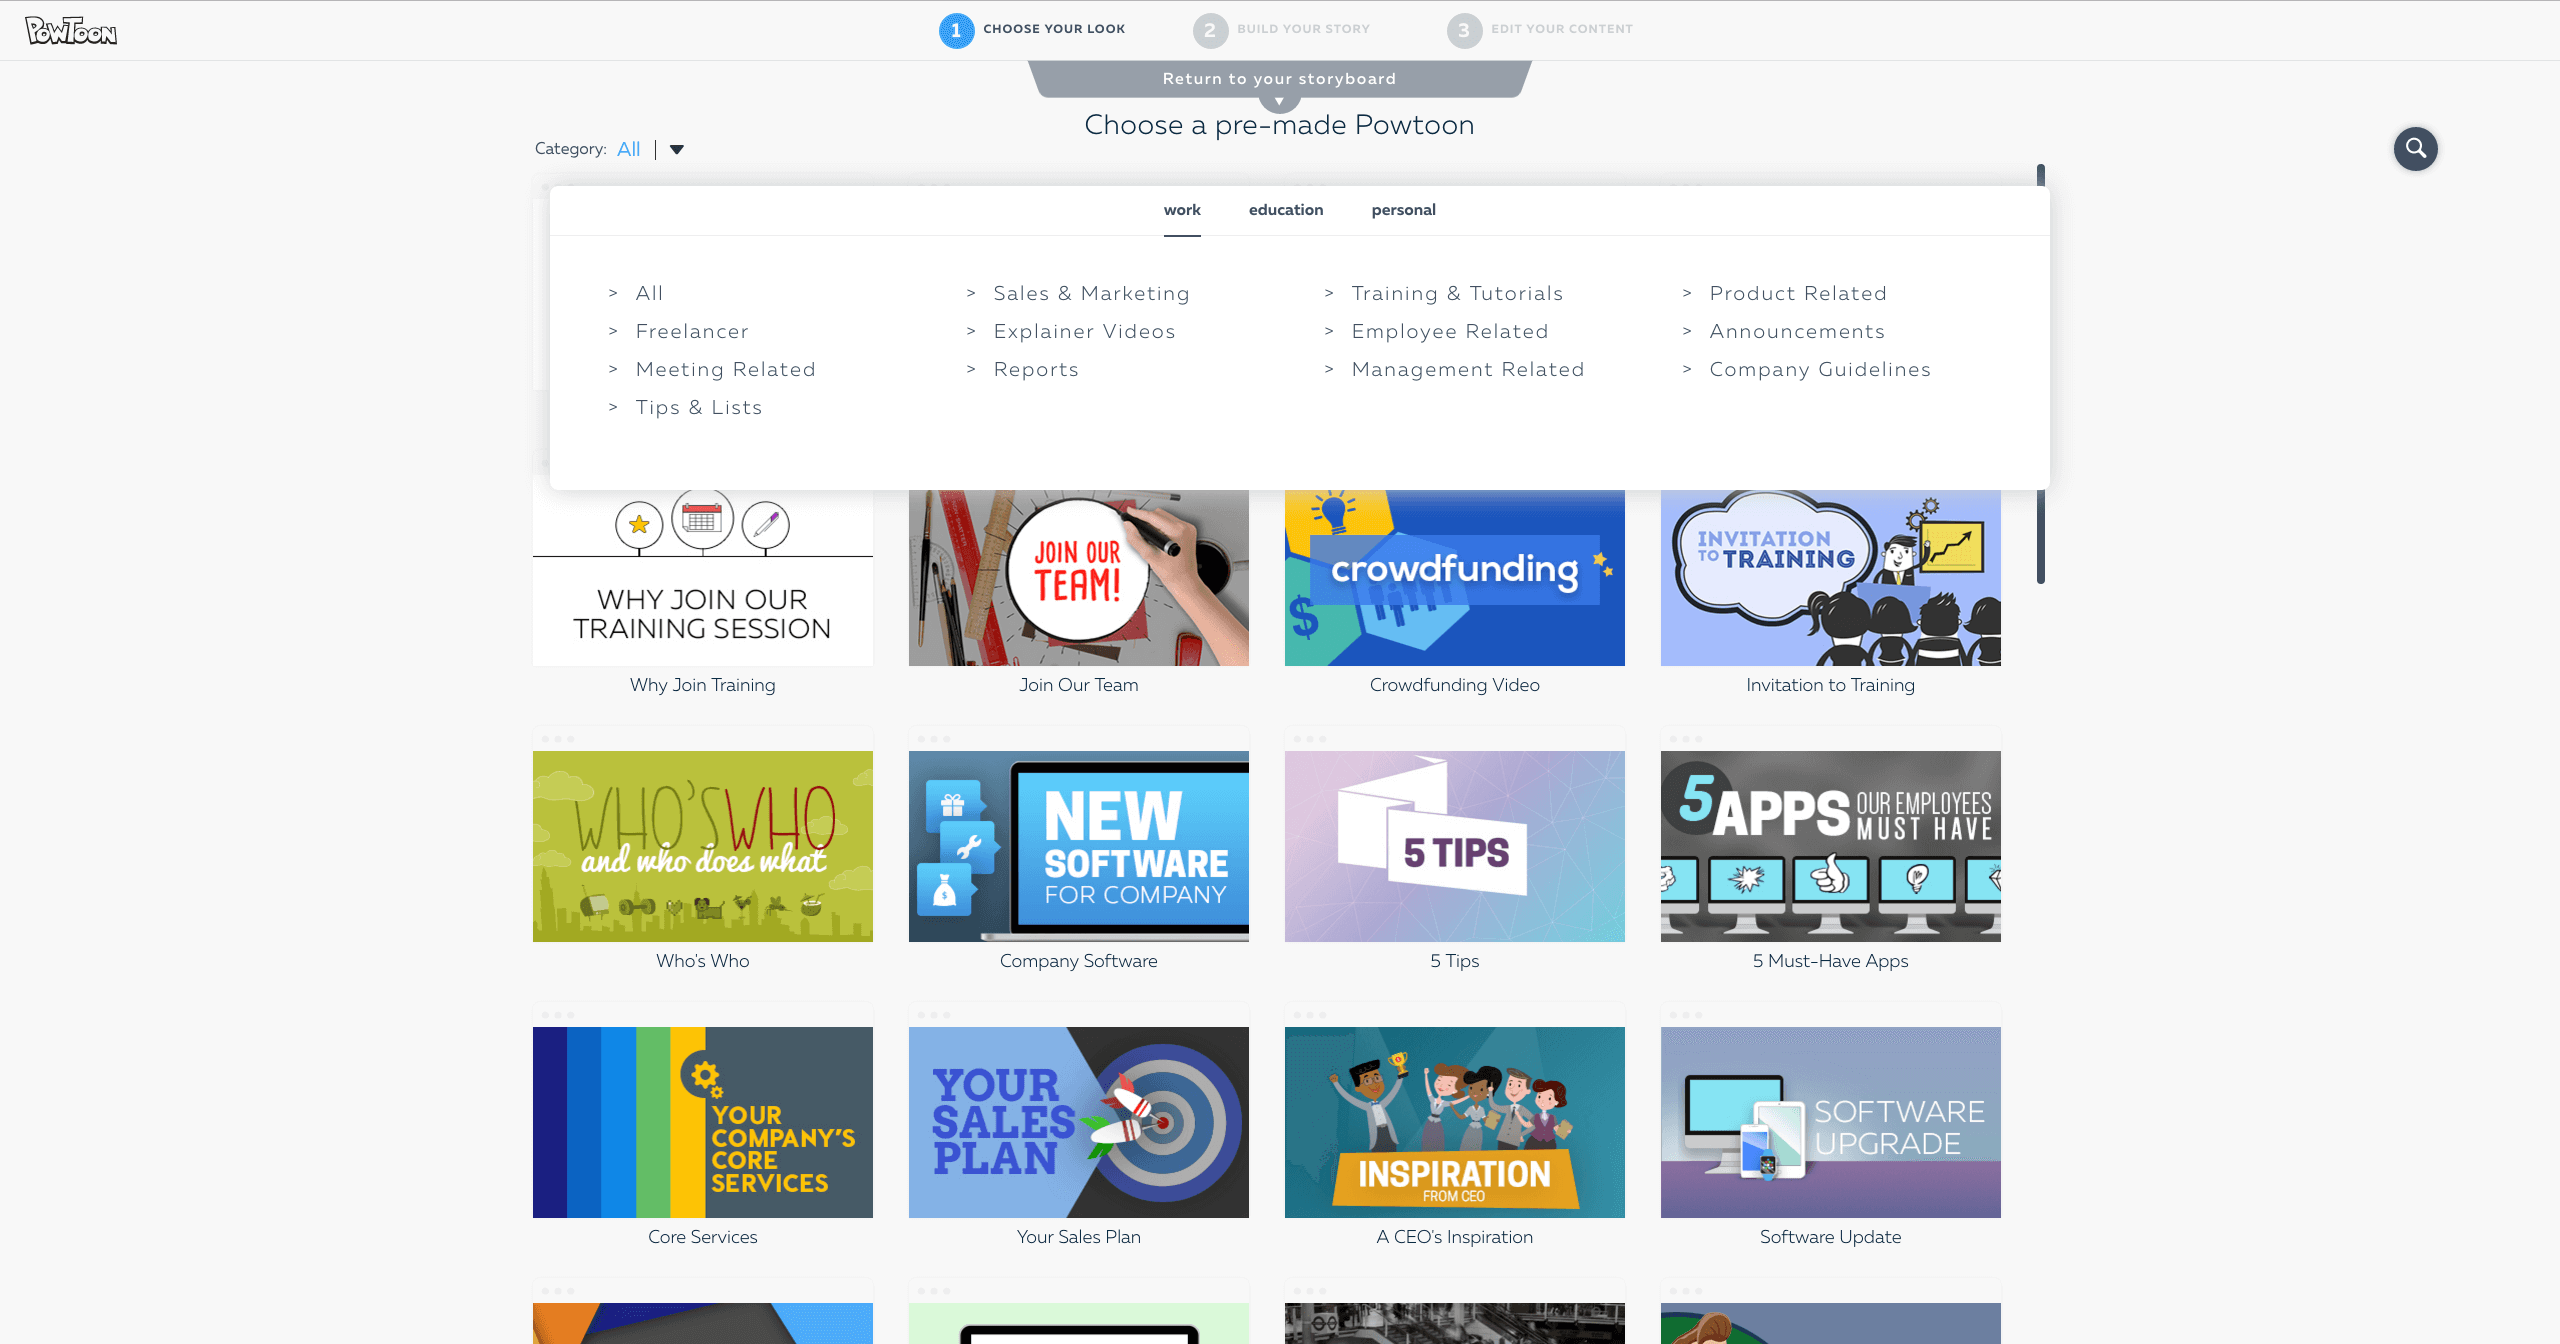 PowToon
1 CHOOSE YOUR LOOK
2 BUILD YOUR STORY
3 EDIT YOUR CONTENT
Return to your storyboard
Choose a pre-made Powtoon
Category: All
work education personal
> All > Sales & Marketing > Training & Tutorials > Product Related
> Freelancer > Explainer Videos > Employee Related > Announcements
> Meeting Related > Reports > Management Related > Company Guidelines
> Tips & Lists
WHY JOIN OUR
TRAINING SESSION
Why Join Training
JOIN OUR
TEAM!
Join Our Team
crowdfunding
$
Crowdfunding Video
INVITATION
TO TRAINING
Invitation to Training
WHO'S WHO
and who does what
Who's Who
NEW
SOFTWARE
FOR COMPANY
$
Company Software
5 TIPS
5 Tips
5 APPS OUR EMPLOYEES
MUST HAVE
5 Must-Have Apps
YOUR
COMPANY'S
CORE
SERVICES
Core Services
YOUR
SALES
PLAN
Your Sales Plan
INSPIRATION
FROM CEO
A CEO's Inspiration
SOFTWARE
UPGRADE
Software Update